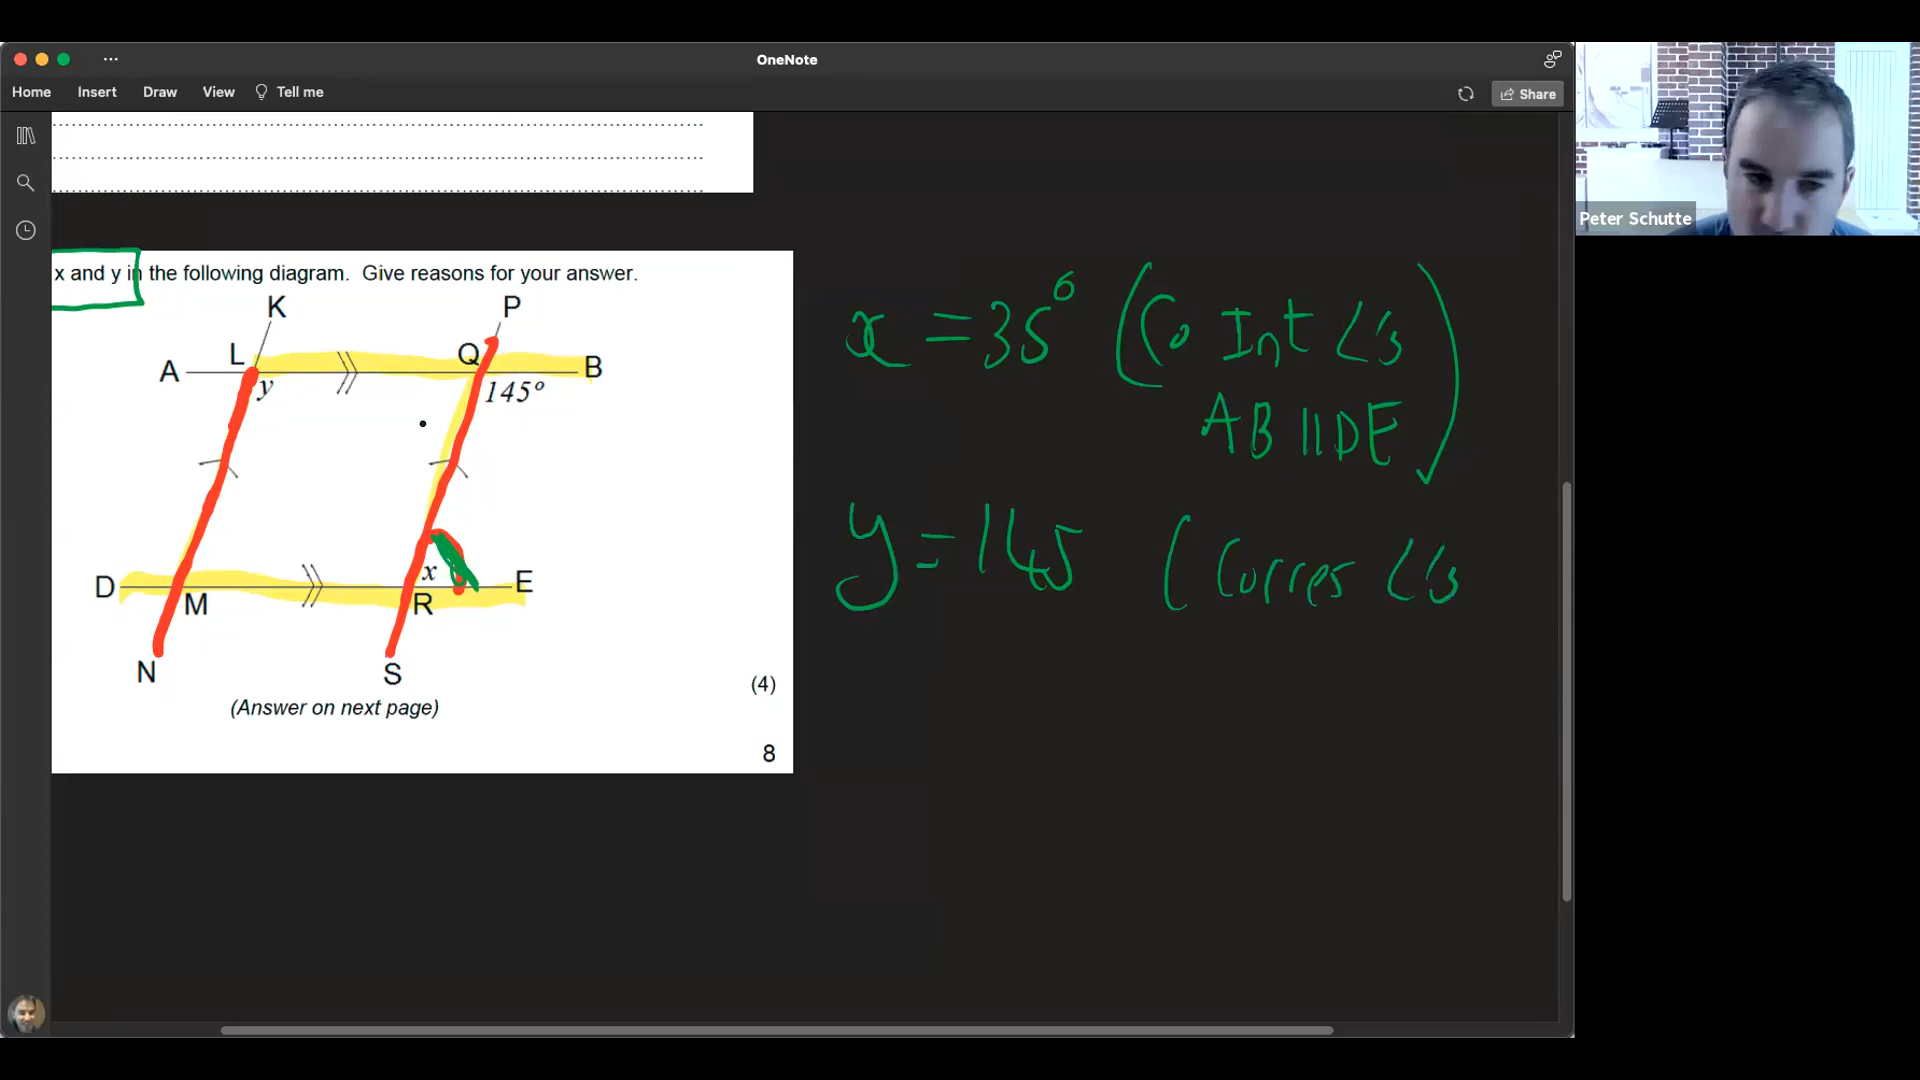 OneNote
Home Insert Draw View Tell me
Share
Peter Schutte
x and y in the following diagram. Give reasons for your answer.
K P
A L Q B
y 145º
x
D M R E
N S
(4)
(Answer on next page)
8
x = 35° (Co Int ∠'s
AB || DE)
y = 145 (Corres ∠'s